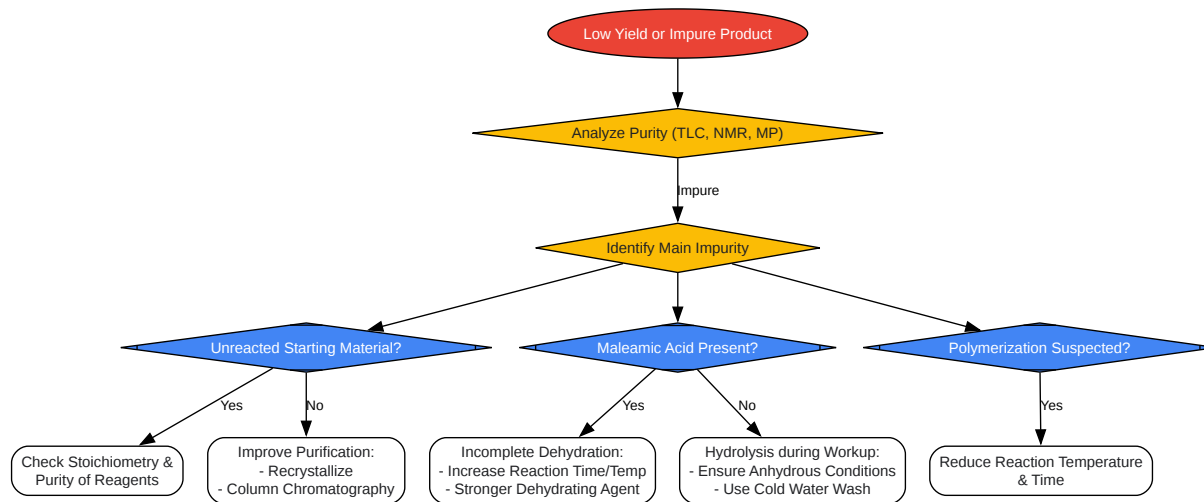 Low Yield or Impure Product
Analyze Purity (TLC, NMR, MP)
Impure
Identify Main Impurity
Unreacted Starting Material?
Maleamic Acid Present?
Polymerization Suspected?
Yes
No
Yes
No
Yes
Check Stoichiometry &
Purity of Reagents
Improve Purification:
- Recrystallize
- Column Chromatography
Incomplete Dehydration:
- Increase Reaction Time/Temp
- Stronger Dehydrating Agent
Hydrolysis during Workup:
- Ensure Anhydrous Conditions
- Use Cold Water Wash
Reduce Reaction Temperature
& Time